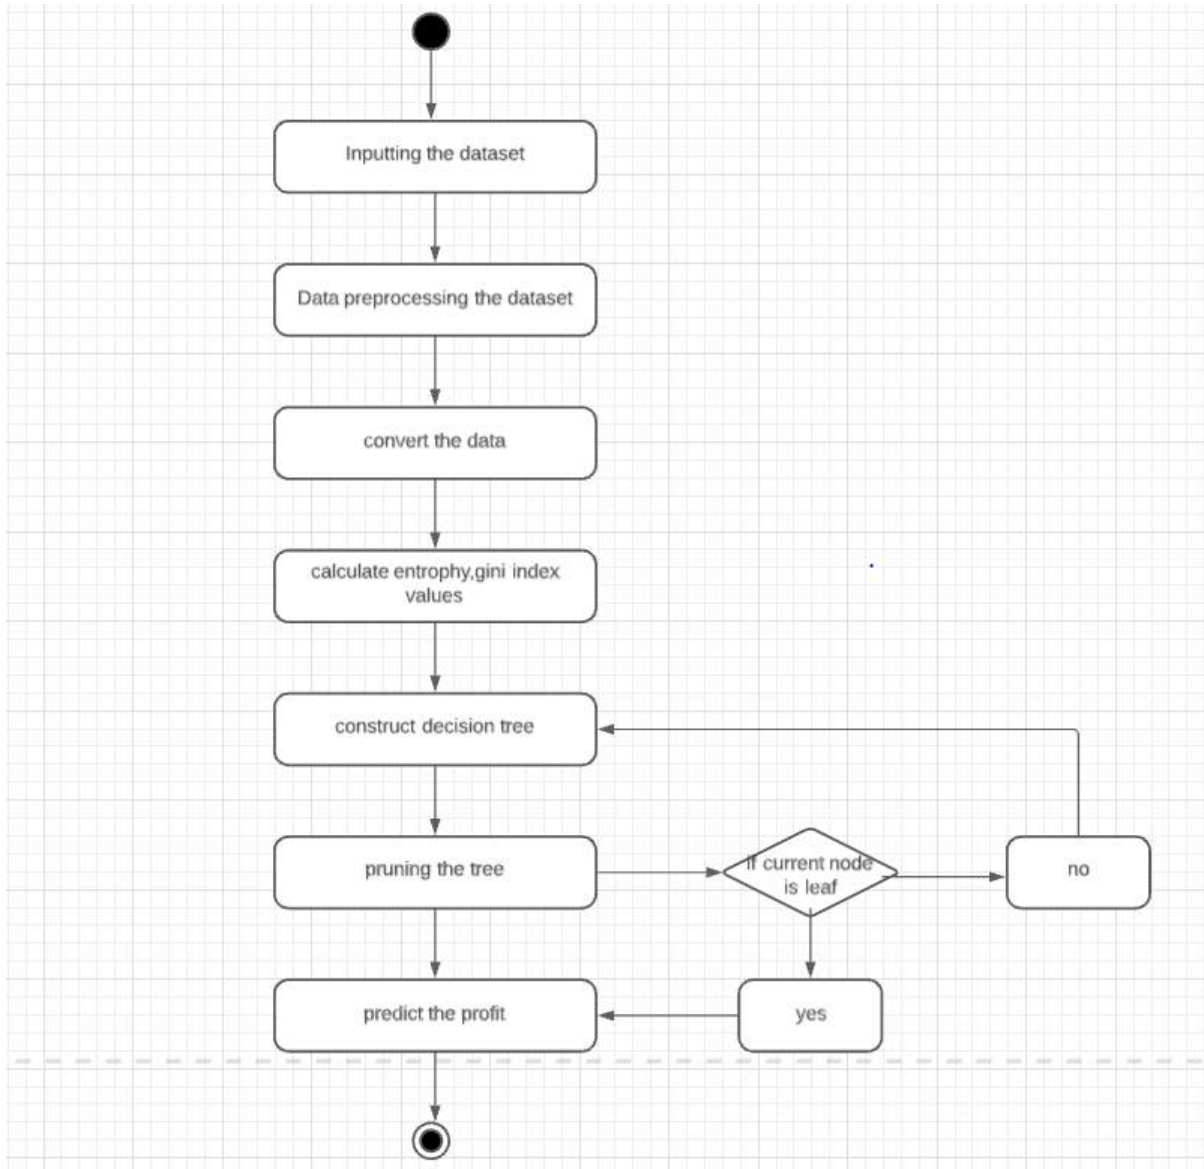 Inputting the dataset
Data preprocessing the dataset
convert the data
calculate entrophy,gini index
values
construct decision tree
pruning the tree
if current node
is leaf
no
predict the profit
yes